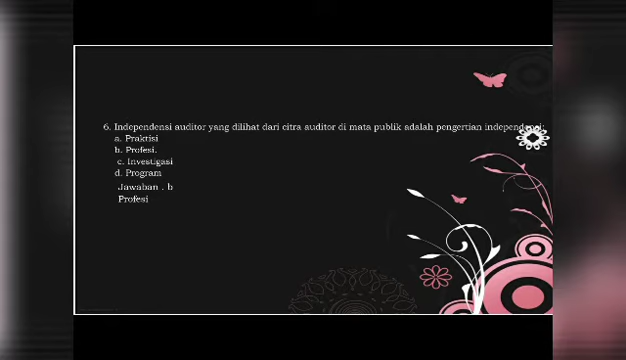 6. Independensi auditor yang dilihat dari citra auditor di mata publik adalah pengertian independensi:
a. Praktisi
b. Profesi.
c. Investigasi
d. Program
Jawaban . b
Profesi